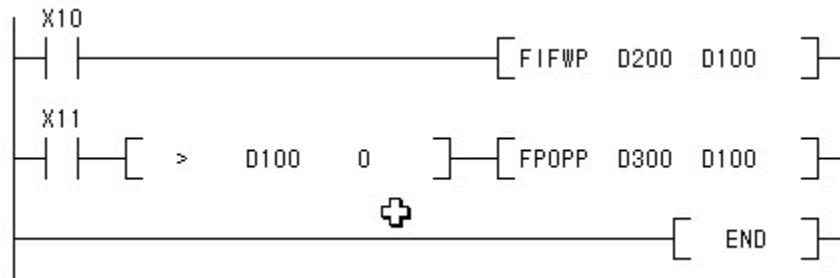 X10
FIFWP D200 D100
X11
> D100 0 FPOPP D300 D100
END